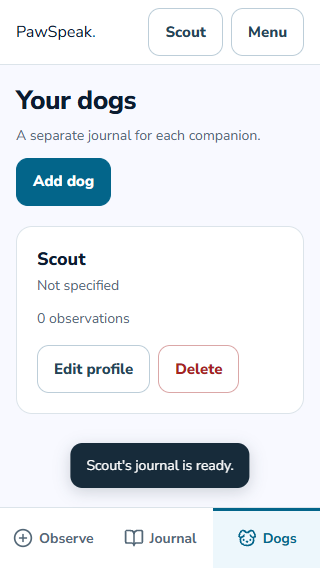 PawSpeak.
Scout
Menu
Your dogs
A separate journal for each companion.
Add dog
Scout
Not specified
0 observations
Edit profile
Delete
Scout's journal is ready.
Observe
Journal
Dogs